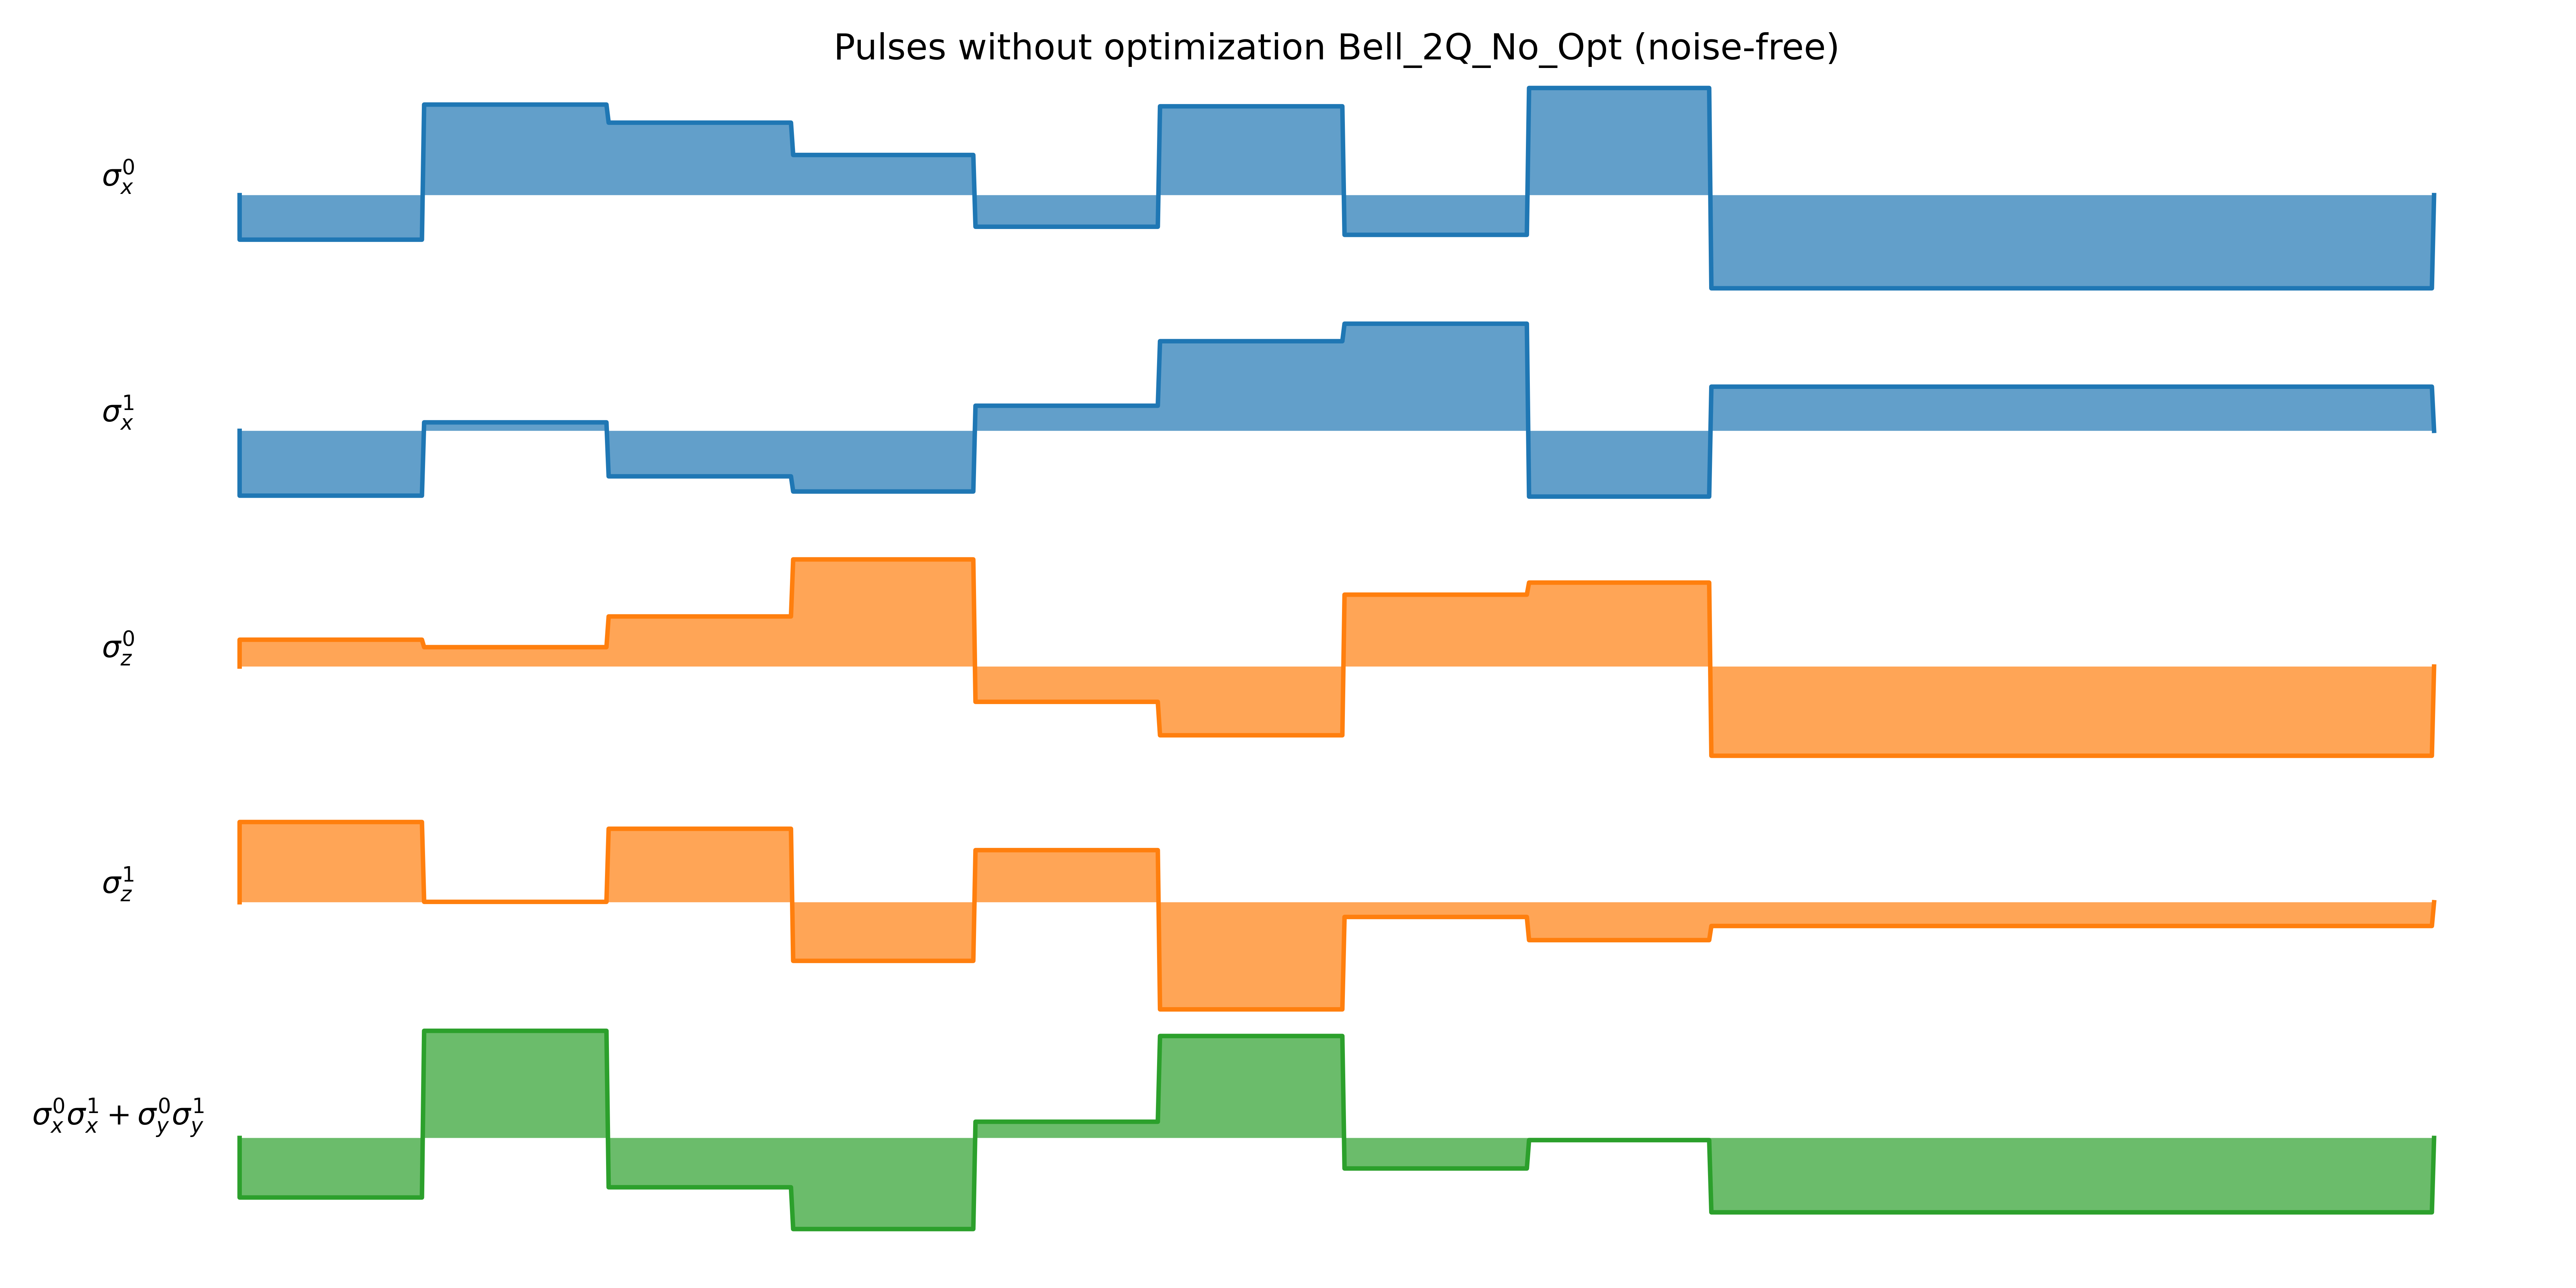 Pulses without optimization Bell_2Q_No_Opt (noise-free)
σ_x^0
σ_x^1
σ_z^0
σ_z^1
σ_x^0σ_x^1 + σ_y^0σ_y^1